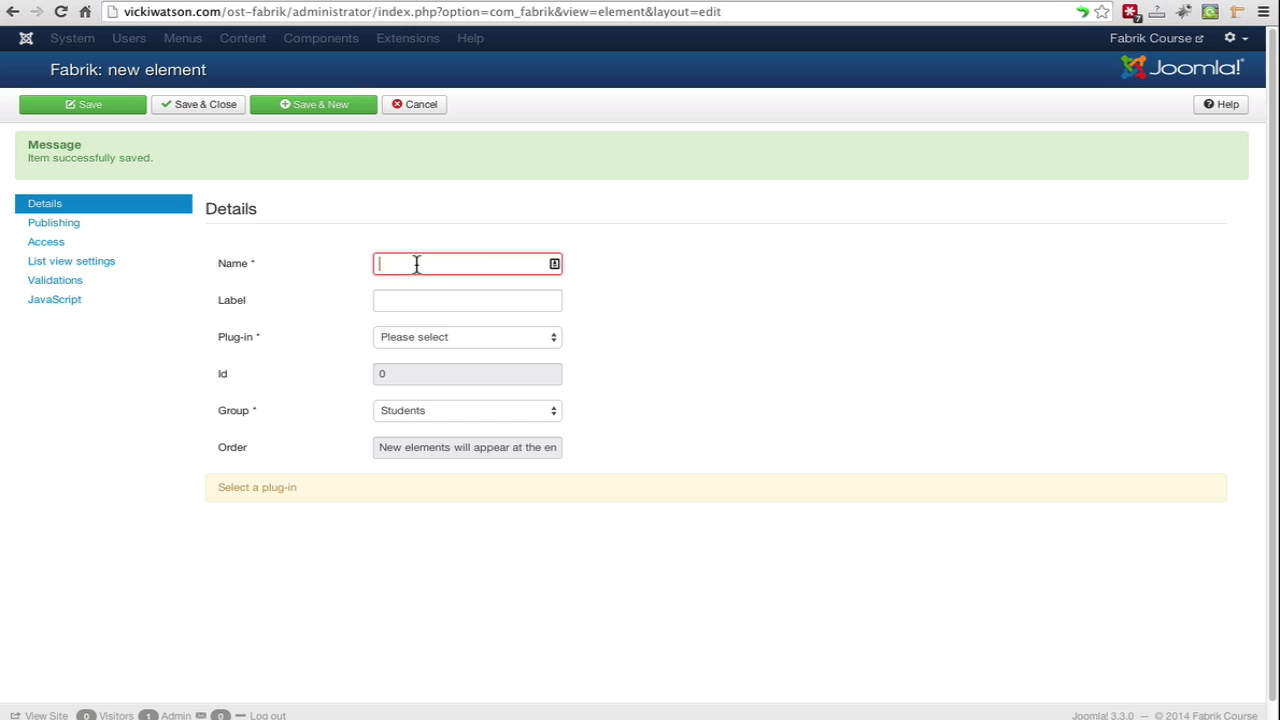 vickiwatson.com/ost-fabrik/administrator/index.php?option=com_fabrik&view=element&layout=edit
7
System Users Menus Content Components Extensions Help Fabrik Course
Fabrik: new element Joomla!
Save Save & Close Save & New Cancel Help
Message
Item successfully saved.
Details
Publishing
Access
List view settings
Validations
JavaScript
Details
Name *
Label
Plug-in * Please select
Id 0
Group * Students
Order New elements will appear at the en
Select a plug-in
View Site 0 Visitors 1 Admin 0 Log out Joomla! 3.3.0 — © 2014 Fabrik Course